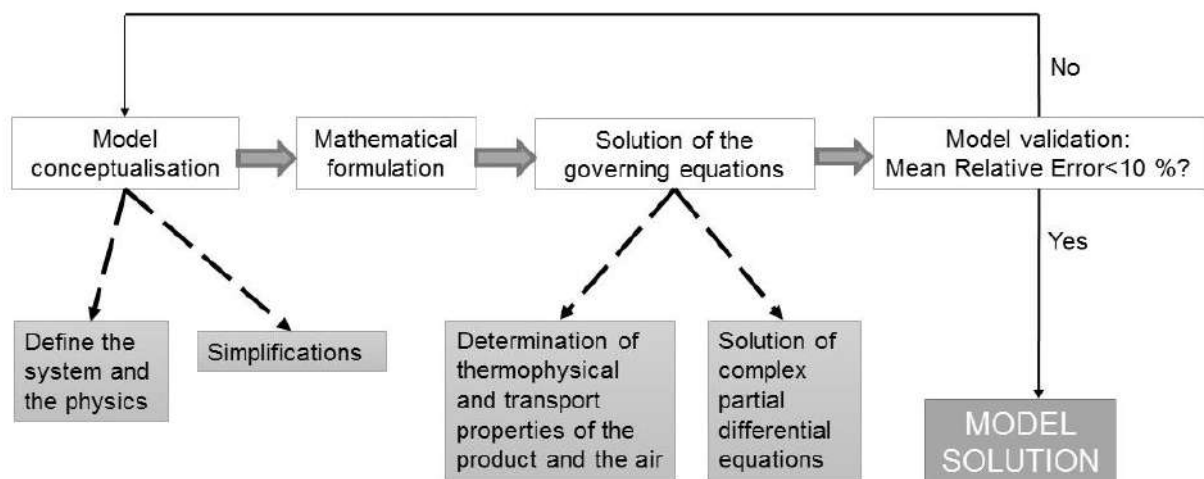 No
Model
conceptualisation
Mathematical
formulation
Solution of the
governing equations
Model validation:
Mean Relative Error<10 %?
Yes
Define the
system and
the physics
Simplifications
Determination of
thermophysical
and transport
properties of the
product and the air
Solution of
complex
partial
differential
equations
MODEL
SOLUTION